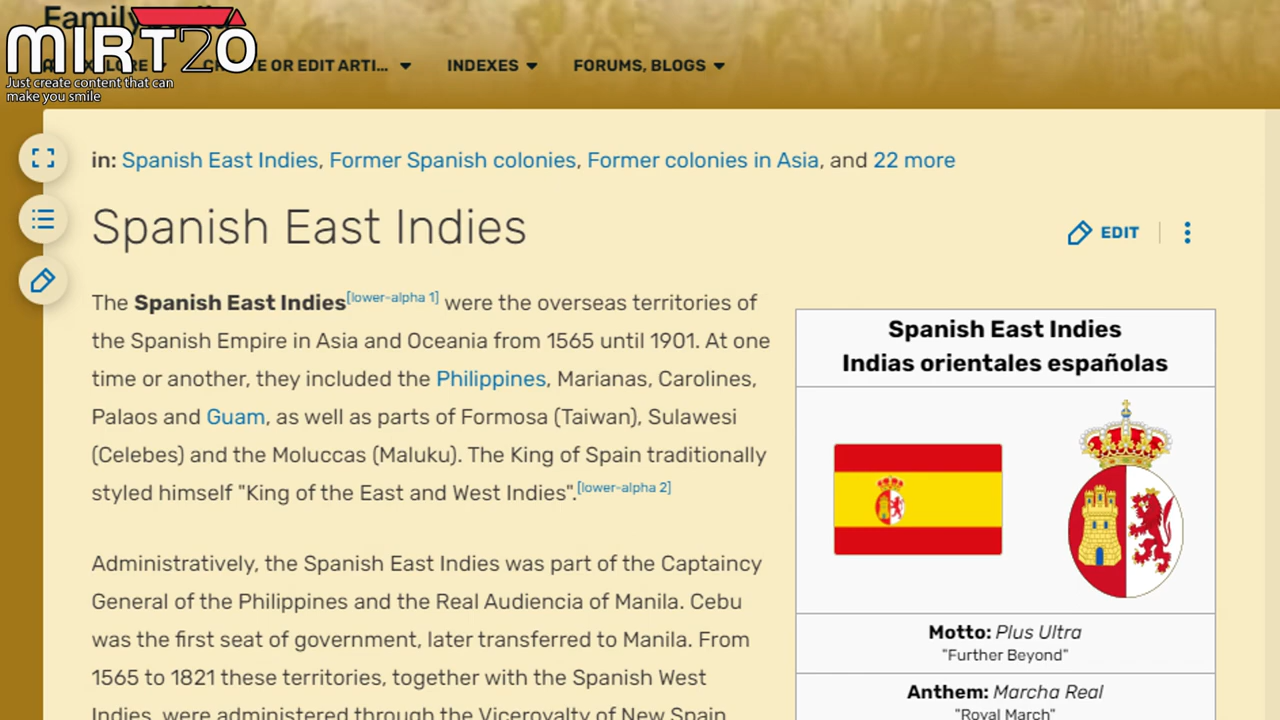 Family
MIRT20
Just create content that can
make you smile
OR EDIT ARTI...
INDEXES
FORUMS, BLOGS
in: Spanish East Indies, Former Spanish colonies, Former colonies in Asia, and 22 more
Spanish East Indies
EDIT
The Spanish East Indies[lower-alpha 1] were the overseas territories of
the Spanish Empire in Asia and Oceania from 1565 until 1901. At one
time or another, they included the Philippines, Marianas, Carolines,
Palaos and Guam, as well as parts of Formosa (Taiwan), Sulawesi
(Celebes) and the Moluccas (Maluku). The King of Spain traditionally
styled himself "King of the East and West Indies".[lower-alpha 2]
Administratively, the Spanish East Indies was part of the Captaincy
General of the Philippines and the Real Audiencia of Manila. Cebu
was the first seat of government, later transferred to Manila. From
1565 to 1821 these territories, together with the Spanish West
Indies, were administered through the Viceroyalty of New Spain
Spanish East Indies
Indias orientales españolas
Motto: Plus Ultra
"Further Beyond"
Anthem: Marcha Real
"Royal March"